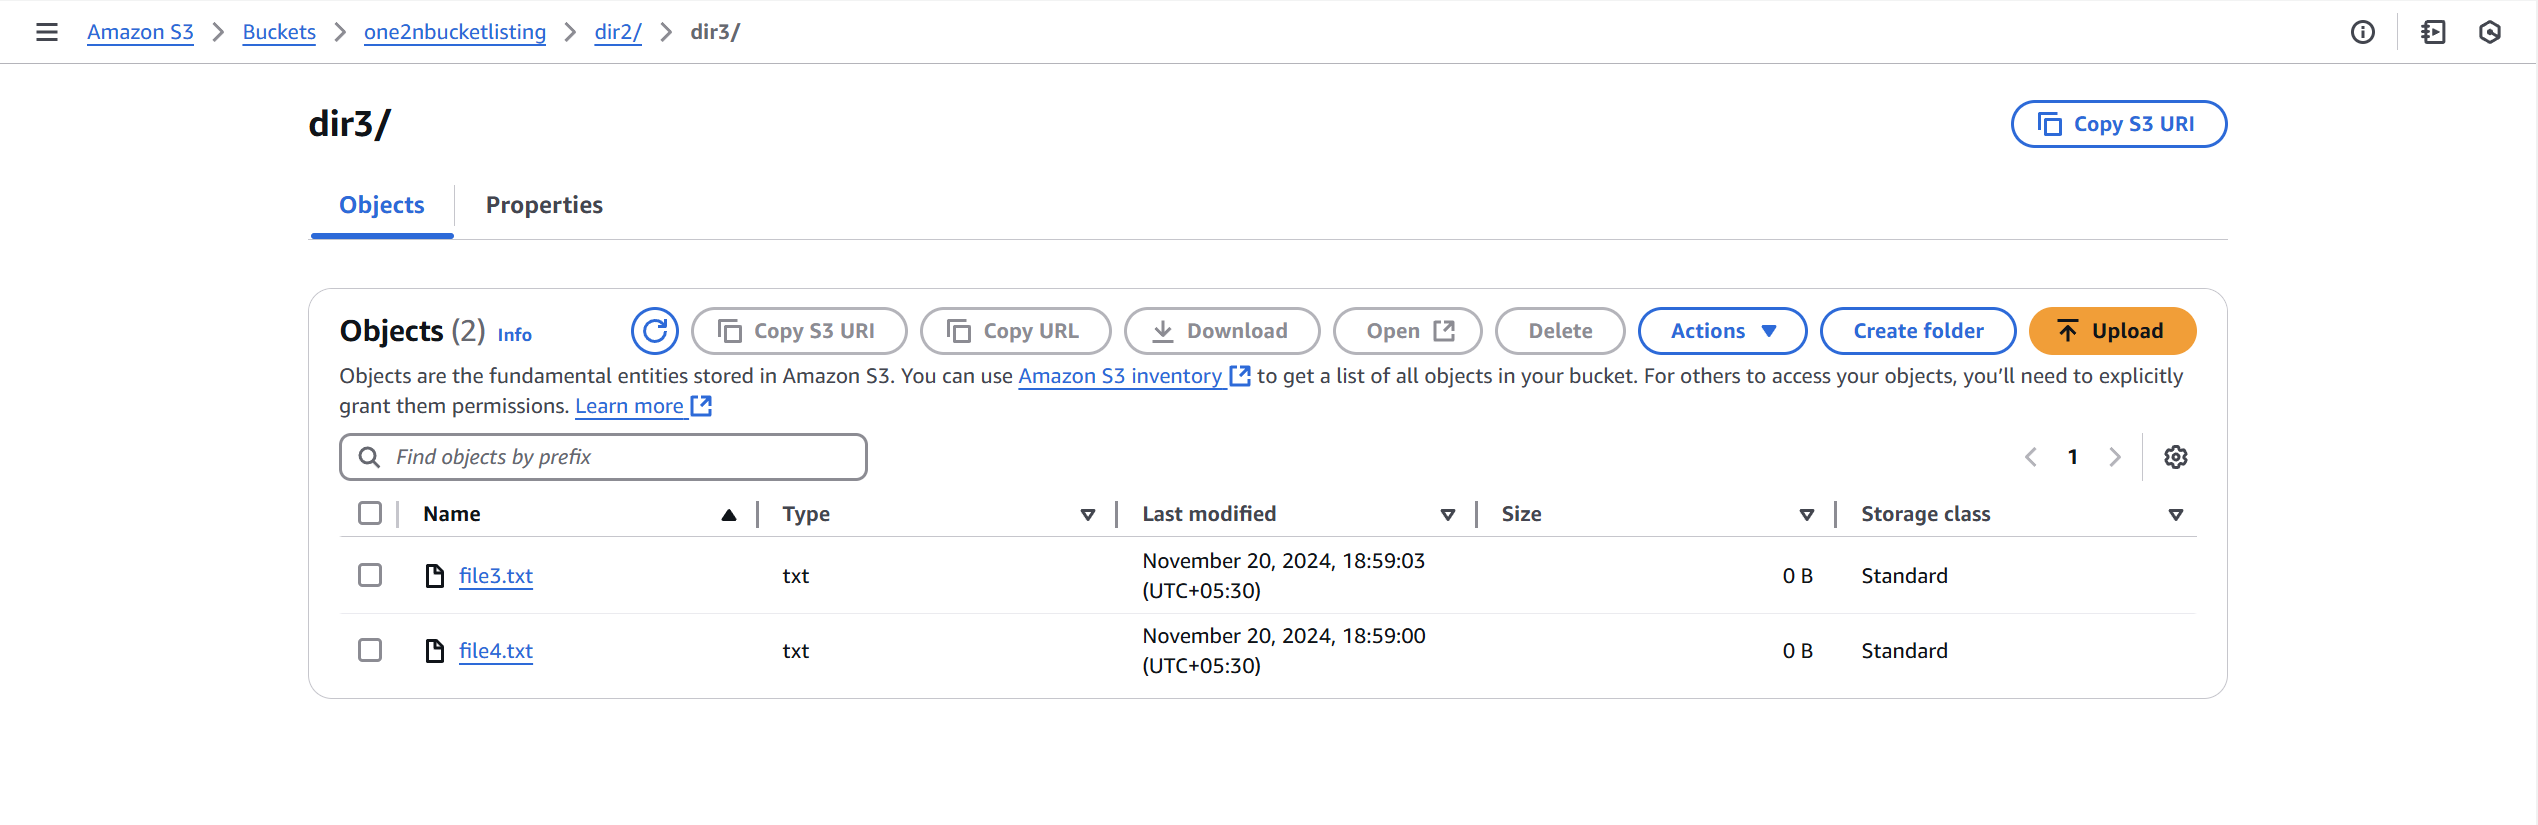 Amazon S3 Buckets one2nbucketlisting dir2/ dir3/
dir3/
Copy S3 URI
Objects Properties
Objects (2) Info
Copy S3 URI Copy URL Download Open Delete Actions Create folder Upload
Objects are the fundamental entities stored in Amazon S3. You can use Amazon S3 inventory to get a list of all objects in your bucket. For others to access your objects, you’ll need to explicitly
grant them permissions. Learn more
Find objects by prefix
1
Name Type Last modified Size Storage class
file3.txt txt November 20, 2024, 18:59:03 (UTC+05:30) 0 B Standard
file4.txt txt November 20, 2024, 18:59:00 (UTC+05:30) 0 B Standard